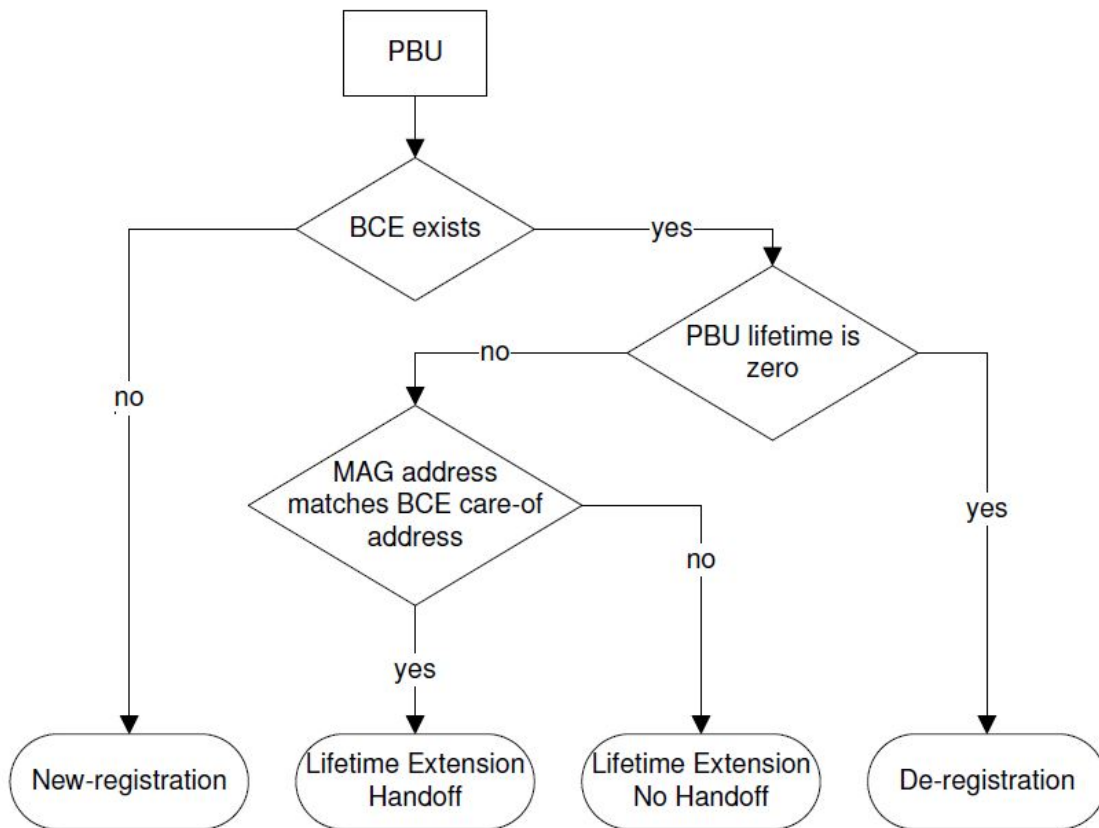 PBU
BCE exists
yes
PBU lifetime is
zero
no
no
MAG address
matches BCE care-of
address
yes
no
yes
New-registration
Lifetime Extension
Handoff
Lifetime Extension
No Handoff
De-registration